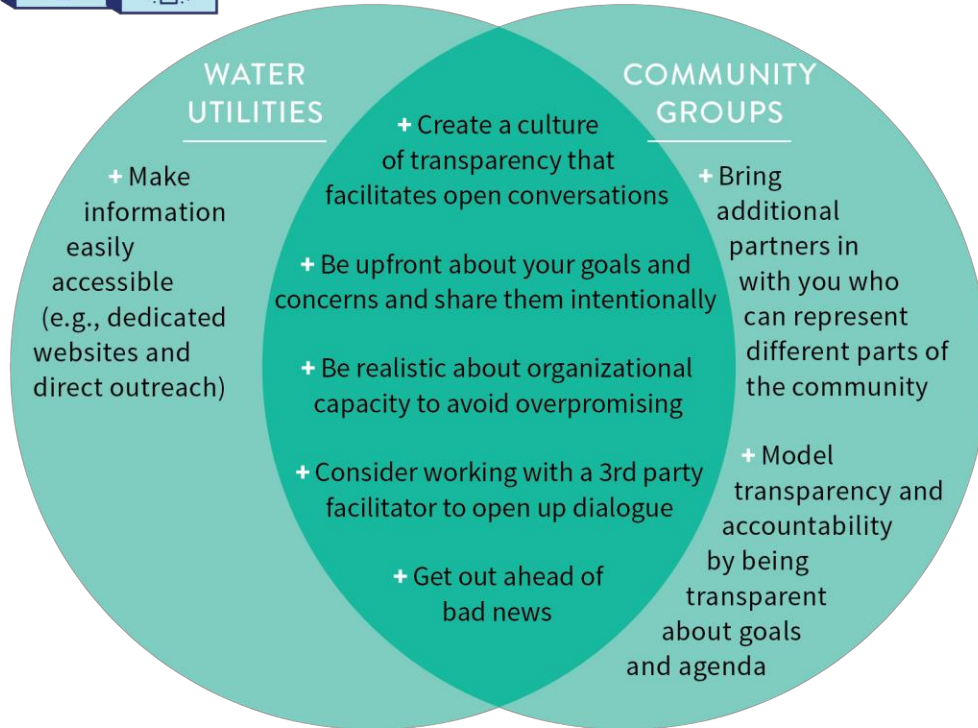 WATER
UTILITIES
+ Make
information
easily
accessible
(e.g., dedicated
websites and
direct outreach)
+ Create a culture
of transparency that
facilitates open conversations
+ Be upfront about your goals and
concerns and share them intentionally
+ Be realistic about organizational
capacity to avoid overpromising
+ Consider working with a 3rd party
facilitator to open up dialogue
+ Get out ahead of
bad news
COMMUNITY
GROUPS
+ Bring
additional
partners in
with you who
can represent
different parts of
the community
+ Model
transparency and
accountability
by being
transparent
about goals
and agenda